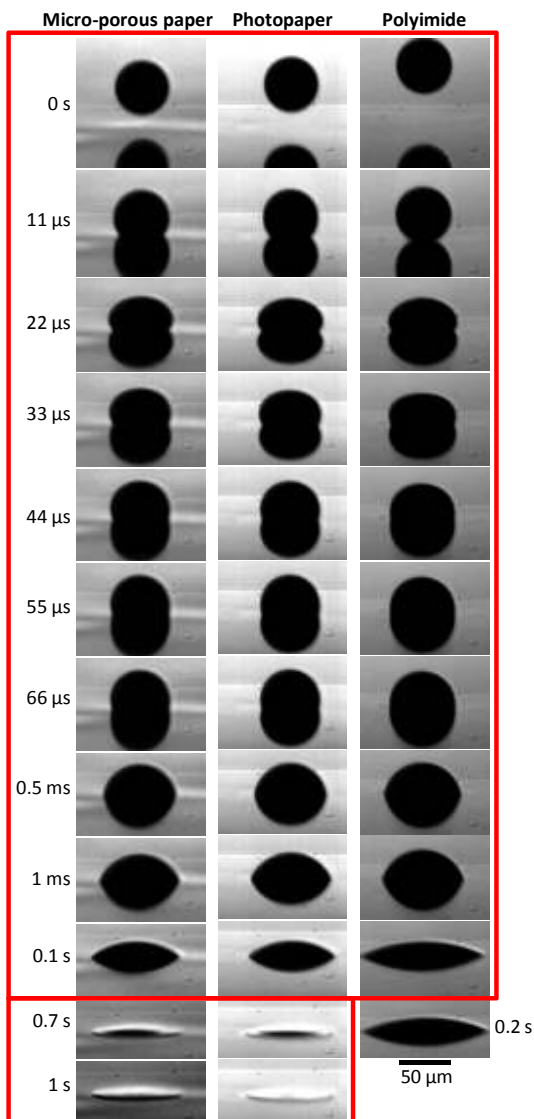 Micro-porous paper Photopaper Polyimide
0 s
11 µs
22 µs
33 µs
44 µs
55 µs
66 µs
0.5 ms
1 ms
0.1 s
0.7 s
0.2 s
1 s
50 µm